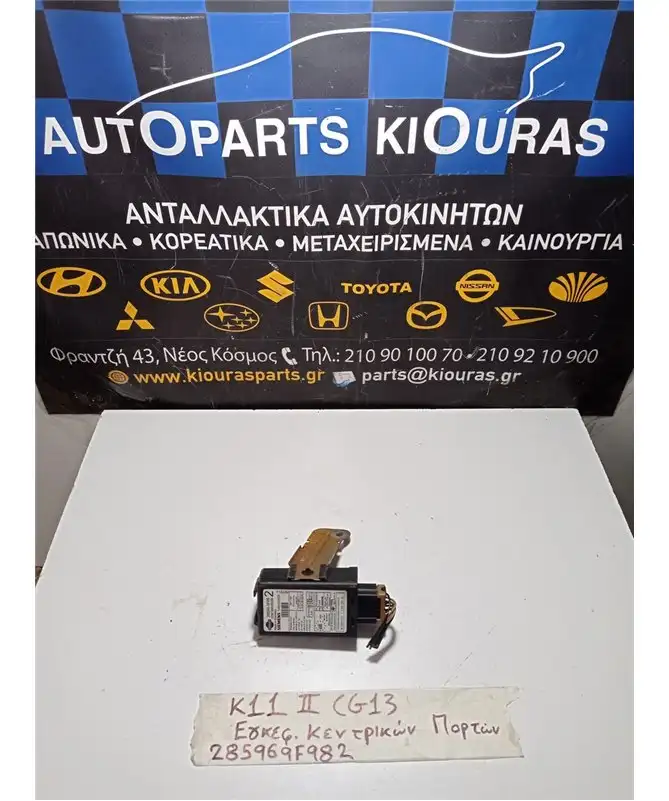 AUTOPARTS KIOURAS
ΑΝΤΑΛΛΑΚΤΙΚΑ ΑΥΤΟΚΙΝΗΤΩΝ
ΑΠΩΝΙΚΑ • ΚΟΡΕΑΤΙΚΑ • ΜΕΤΑΧΕΙΡΙΣΜΕΝΑ • ΚΑΙΝΟΥΡΓΙΑ
KIA TOYOTA NISSAN
Φραντζή 43, Νέος Κόσμος Τηλ.: 210 90 100 70 - 210 92 10 900
www.kiourasparts.gr parts@kiouras.gr
2
K11 II CG13
Εγκεφ. Κεντρικών Πορτών
285969F982